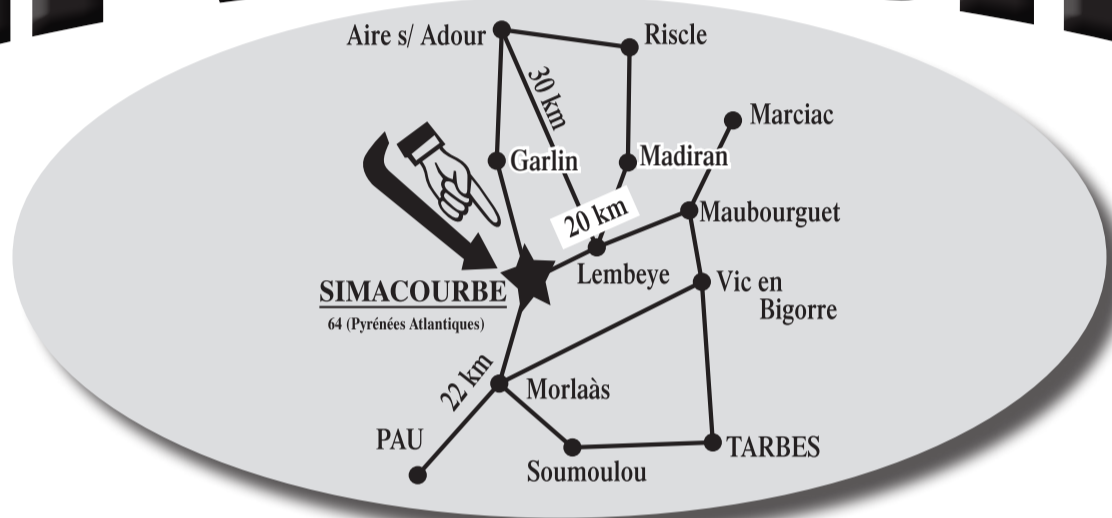 Aire s/ Adour
Riscle
30 km
Marciac
Garlin
Madiran
20 km
Maubourguet
Lembeye
SIMACOURBE
64 (Pyrénées Atlantiques)
Vic en
Bigorre
22 km
Morlaàs
PAU
Soumoulou
TARBES